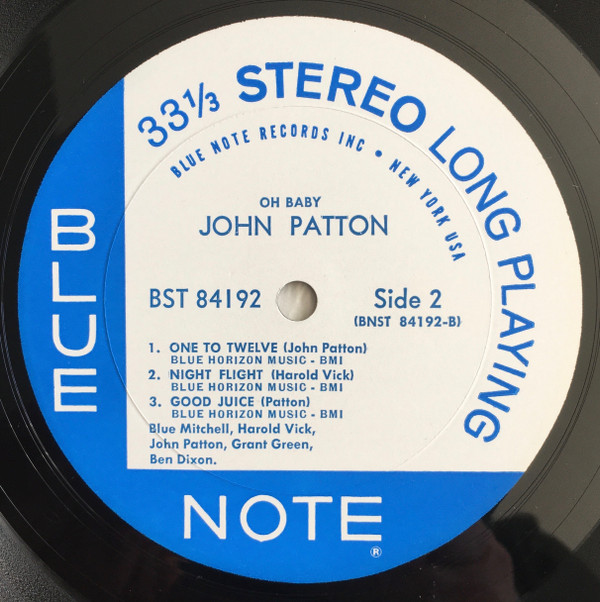 33⅓ STEREO LONG PLAYING
BLUE NOTE RECORDS INC • NEW YORK USA
OH BABY
JOHN PATTON
BST 84192
Side 2
(BNST 84192-B)
1. ONE TO TWELVE (John Patton)
BLUE HORIZON MUSIC - BMI
2. NIGHT FLIGHT (Harold Vick)
BLUE HORIZON MUSIC - BMI
3. GOOD JUICE (Patton)
BLUE HORIZON MUSIC - BMI
Blue Mitchell, Harold Vick,
John Patton, Grant Green,
Ben Dixon.
BLUE
NOTE
®